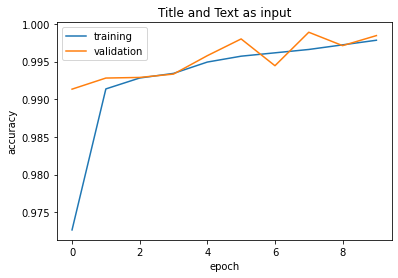 Title and Text as input
training
validation
accuracy
1.000
0.995
0.990
0.985
0.980
0.975
0 2 4 6 8
epoch